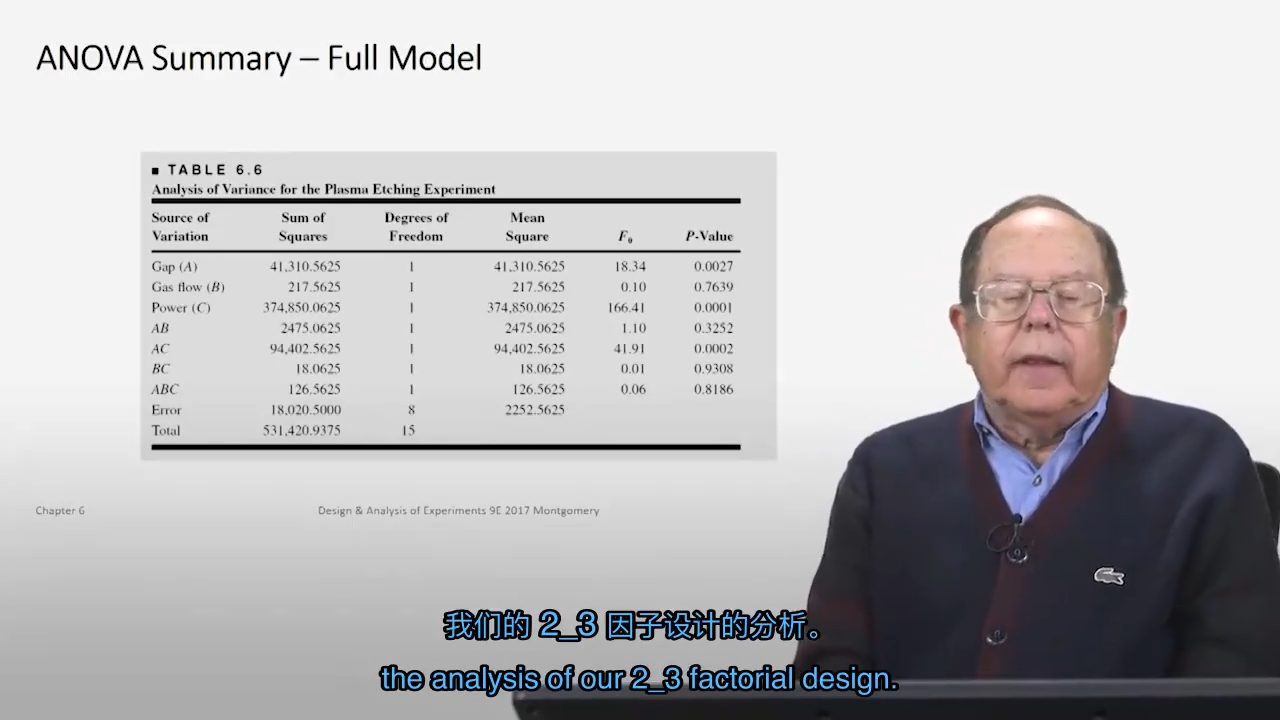 ANOVA Summary – Full Model
■ TABLE 6.6
Analysis of Variance for the Plasma Etching Experiment
Source of Variation Sum of Squares Degrees of Freedom Mean Square F₀ P-Value
Gap (A) 41,310.5625 1 41,310.5625 18.34 0.0027
Gas flow (B) 217.5625 1 217.5625 0.10 0.7639
Power (C) 374,850.0625 1 374,850.0625 166.41 0.0001
AB 2475.0625 1 2475.0625 1.10 0.3252
AC 94,402.5625 1 94,402.5625 41.91 0.0002
BC 18.0625 1 18.0625 0.01 0.9308
ABC 126.5625 1 126.5625 0.06 0.8186
Error 18,020.5000 8 2252.5625
Total 531,420.9375 15
Chapter 6 Design & Analysis of Experiments 9E 2017 Montgomery
我们的 2_3 因子设计的分析。
the analysis of our 2_3 factorial design.